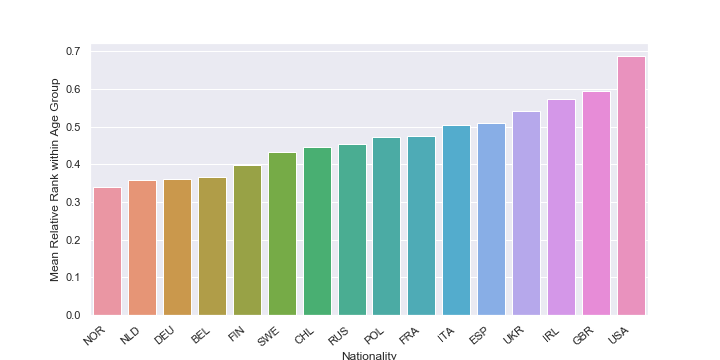 Mean Relative Rank within Age Group
0.7
0.6
0.5
0.4
0.3
0.2
0.1
0.0
NOR
NLD
DEU
BEL
FIN
SWE
CHL
RUS
POL
FRA
ITA
ESP
UKR
IRL
GBR
USA
Nationality